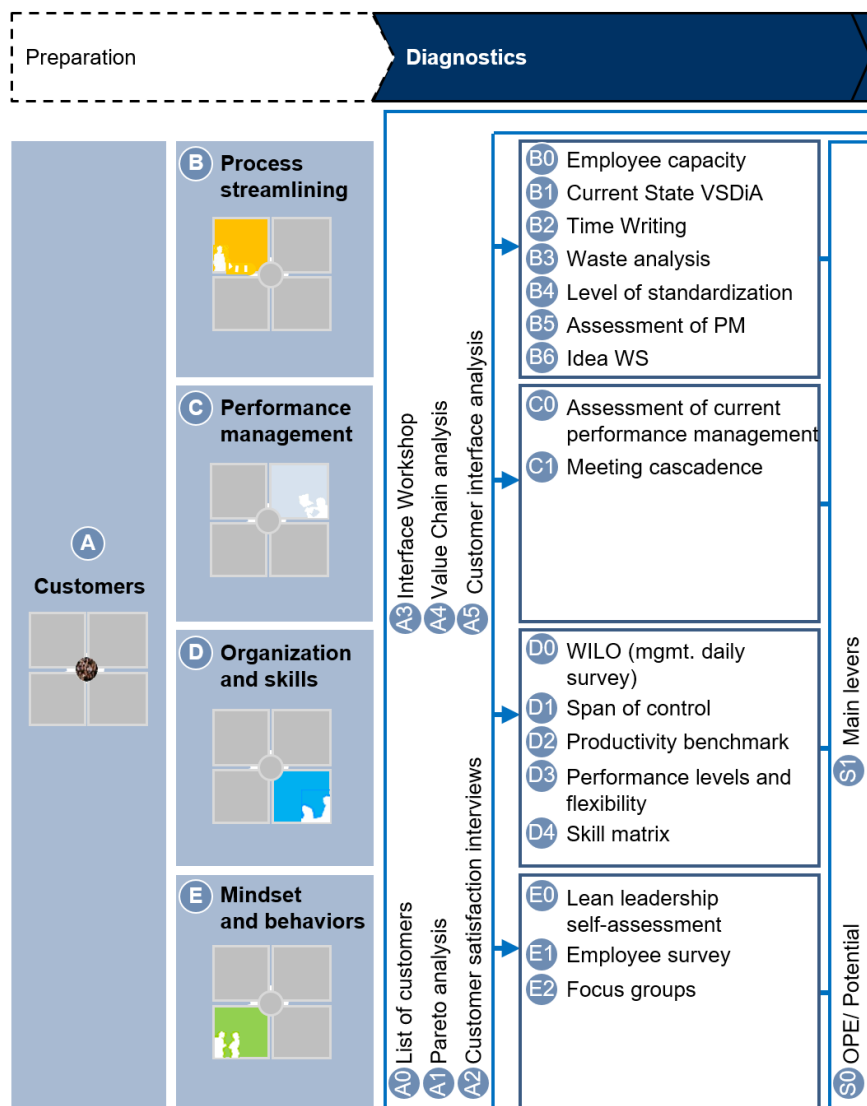 Preparation
Diagnostics
A
Customers
B
Process
streamlining
C
Performance
management
D
Organization
and skills
E
Mindset
and behaviors
A0 List of customers
A1 Pareto analysis
A2 Customer satisfaction interviews
A3 Interface Workshop
A4 Value Chain analysis
A5 Customer interface analysis
B0 Employee capacity
B1 Current State VSDiA
B2 Time Writing
B3 Waste analysis
B4 Level of standardization
B5 Assessment of PM
B6 Idea WS
C0 Assessment of current
performance management
C1 Meeting cascadence
D0 WILO (mgmt. daily
survey)
D1 Span of control
D2 Productivity benchmark
D3 Performance levels and
flexibility
D4 Skill matrix
E0 Lean leadership
self-assessment
E1 Employee survey
E2 Focus groups
S0 OPE/ Potential
S1 Main levers